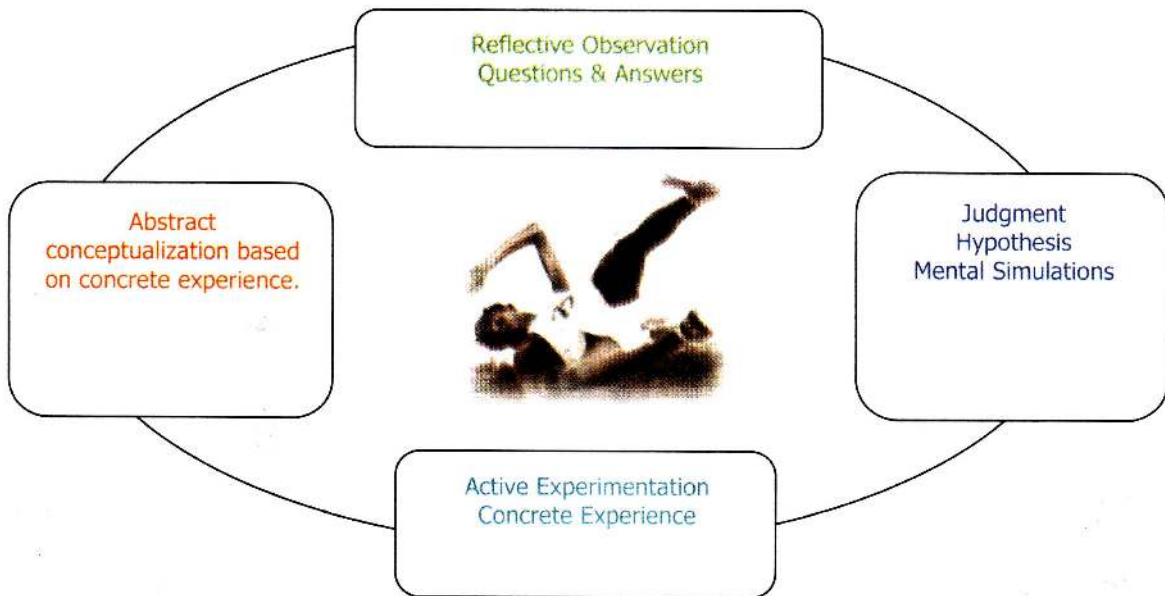 Reflective Observation
Questions & Answers
Judgment
Hypothesis
Mental Simulations
Active Experimentation
Concrete Experience
Abstract
conceptualization based
on concrete experience.